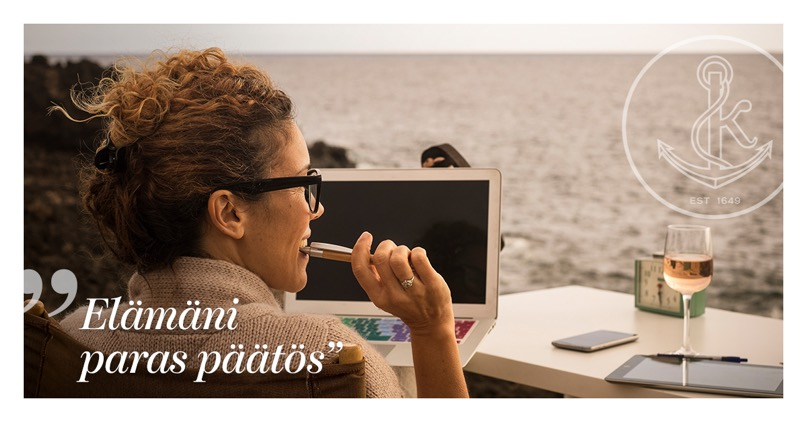 k
EST 1649
”Elämäni
paras päätös”